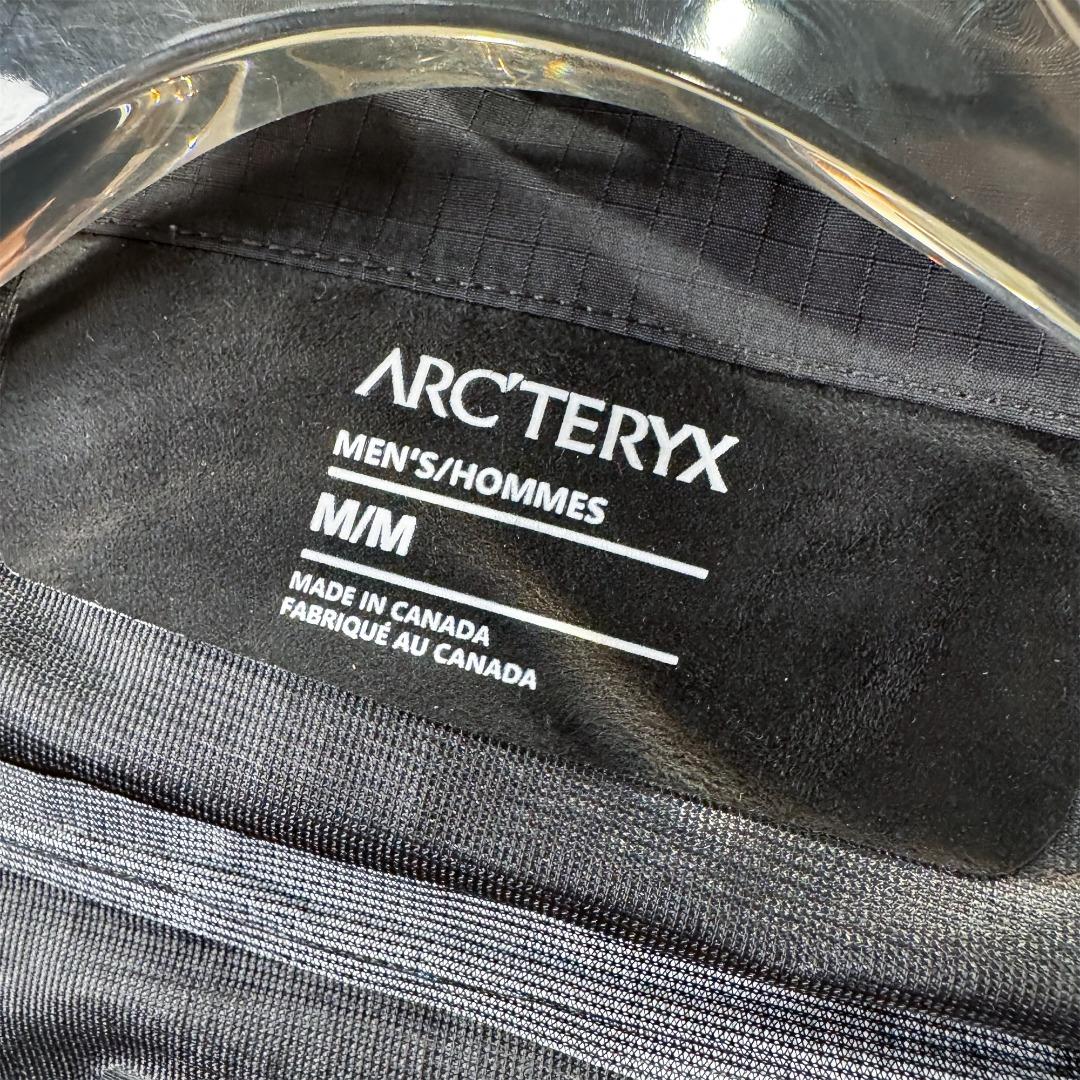 ARC'TERYX
MEN'S/HOMMES
M/M
MADE IN CANADA
FABRIQUÉ AU CANADA